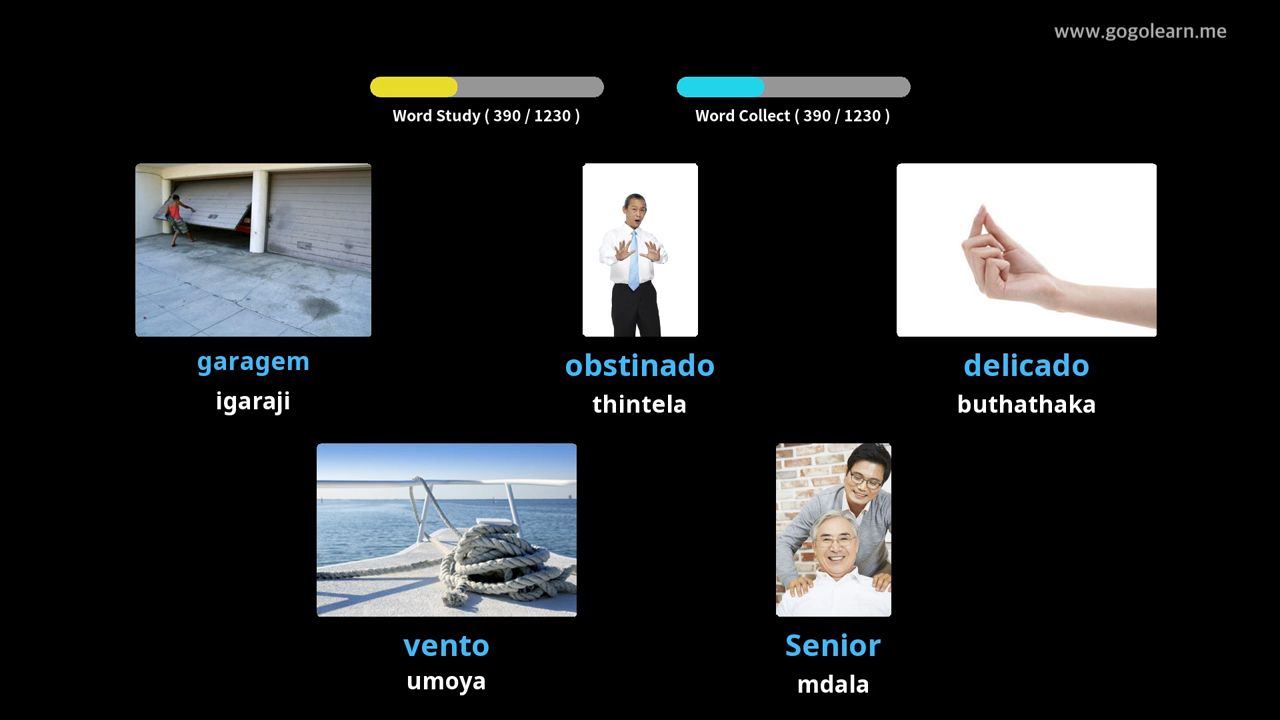 www.gogolearn.me
Word Study ( 390 / 1230 )
Word Collect ( 390 / 1230 )
garagem
igaraji
obstinado
thintela
delicado
buthathaka
vento
umoya
Senior
mdala